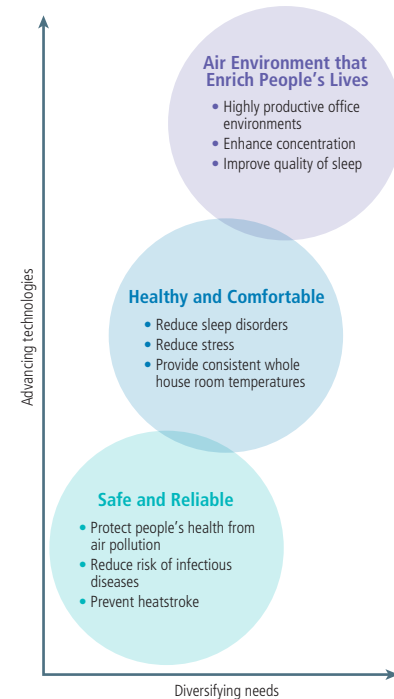 Air Environment that
Enrich People's Lives
• Highly productive office
environments
• Enhance concentration
• Improve quality of sleep
Healthy and Comfortable
• Reduce sleep disorders
• Reduce stress
• Provide consistent whole
house room temperatures
Safe and Reliable
• Protect people's health from
air pollution
• Reduce risk of infectious
diseases
• Prevent heatstroke
Advancing technologies
Diversifying needs